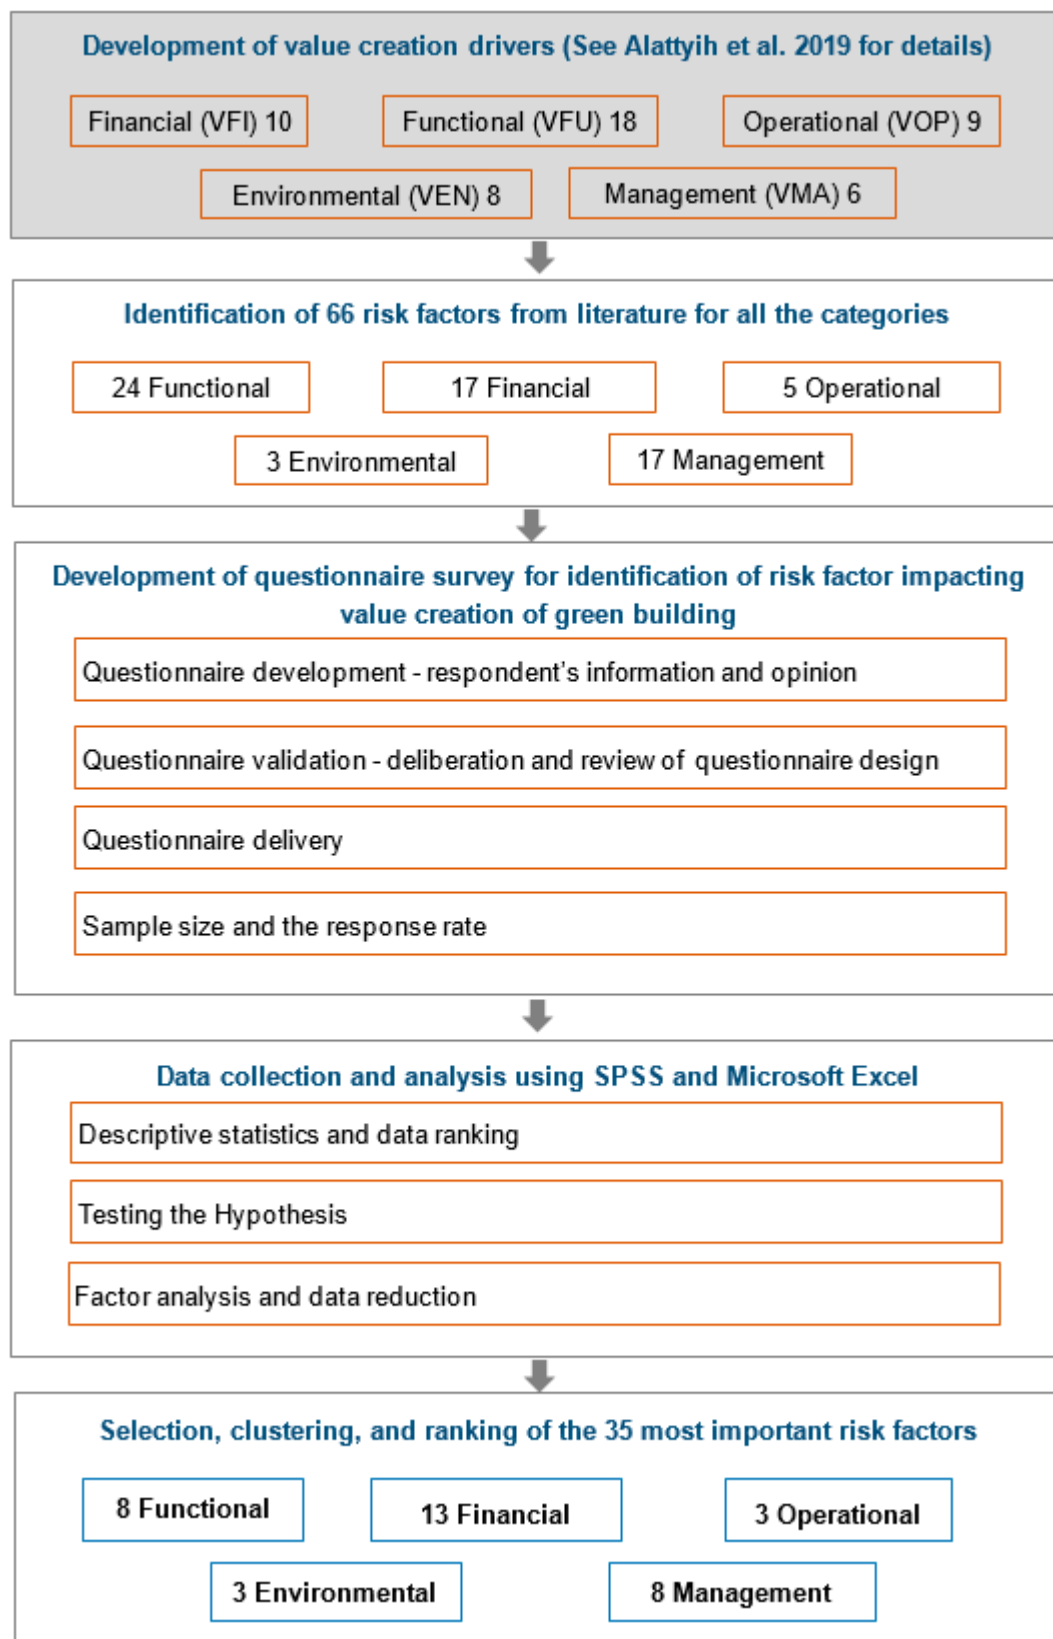 Development of value creation drivers (See Alattyih et al. 2019 for details)
Financial (VFI) 10
Functional (VFU) 18
Operational (VOP) 9
Environmental (VEN) 8
Management (VMA) 6
Identification of 66 risk factors from literature for all the categories
24 Functional
17 Financial
5 Operational
3 Environmental
17 Management
Development of questionnaire survey for identification of risk factor impacting
value creation of green building
Questionnaire development - respondent's information and opinion
Questionnaire validation - deliberation and review of questionnaire design
Questionnaire delivery
Sample size and the response rate
Data collection and analysis using SPSS and Microsoft Excel
Descriptive statistics and data ranking
Testing the Hypothesis
Factor analysis and data reduction
Selection, clustering, and ranking of the 35 most important risk factors
8 Functional
13 Financial
3 Operational
3 Environmental
8 Management